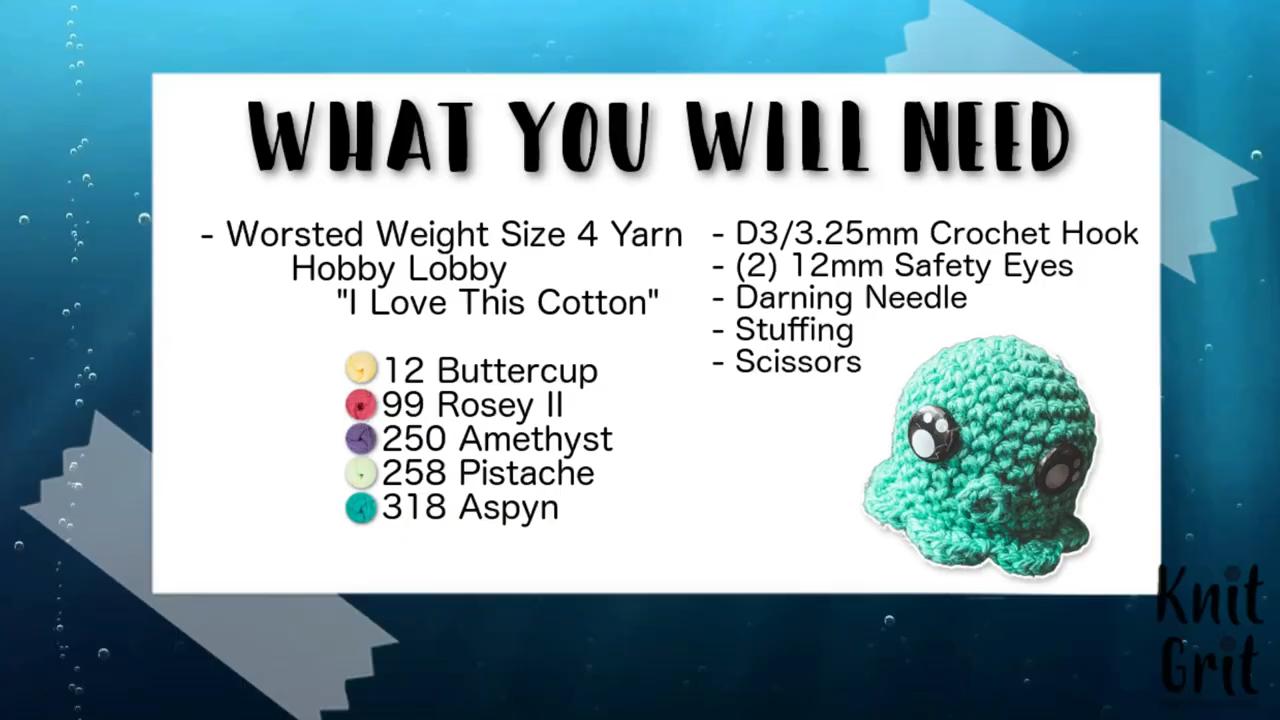 WHAT YOU WILL NEED
- Worsted Weight Size 4 Yarn
Hobby Lobby
"I Love This Cotton"
12 Buttercup
99 Rosey II
250 Amethyst
258 Pistache
318 Aspyn
- D3/3.25mm Crochet Hook
- (2) 12mm Safety Eyes
- Darning Needle
- Stuffing
- Scissors
Knit
Grit